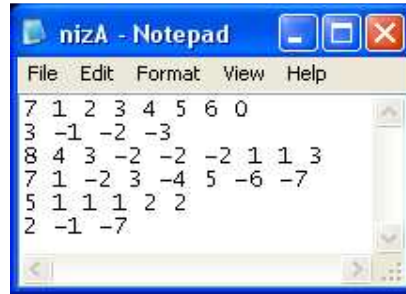 nizA - Notepad
File Edit Format View Help
7 1 2 3 4 5 6 0
3 -1 -2 -3
8 4 3 -2 -2 -2 1 1 3
7 1 -2 3 -4 5 -6 -7
5 1 1 1 2 2
2 -1 -7